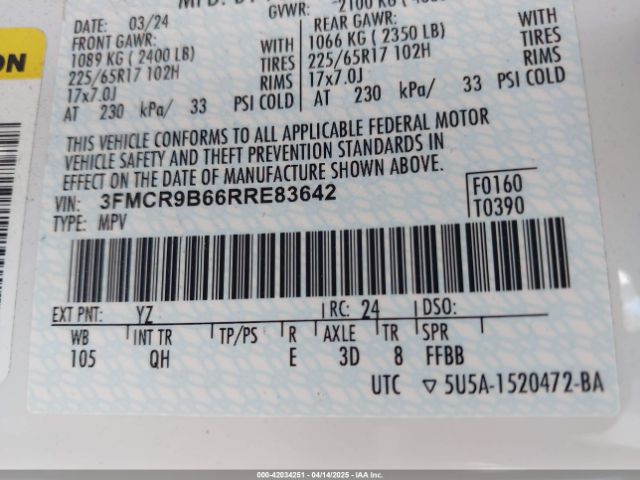 DATE: 03/24
GVWR:
FRONT GAWR:
1089 KG ( 2400 LB)
WITH
225/65R17 102H
TIRES
17x7.0J
RIMS
AT 230 kPa/ 33 PSI COLD
REAR GAWR:
1066 KG ( 2350 LB)
WITH
225/65R17 102H
TIRES
17x7.0J
RIMS
AT 230 kPa/ 33 PSI COLD
THIS VEHICLE CONFORMS TO ALL APPLICABLE FEDERAL MOTOR
VEHICLE SAFETY AND THEFT PREVENTION STANDARDS IN
EFFECT ON THE DATE OF MANUFACTURE SHOWN ABOVE.
VIN: 3FMCR9B66RRE83642
F0160
TYPE: MPV
T0390
EXT PNT: YZ RC: 24 DSO:
WB INT TR TP/PS R AXLE TR SPR
105 QH E 3D 8 FFBB
UTC ▽ 5U5A-1520472-BA
000-42034251 - 04/14/2025 - IAA Inc.